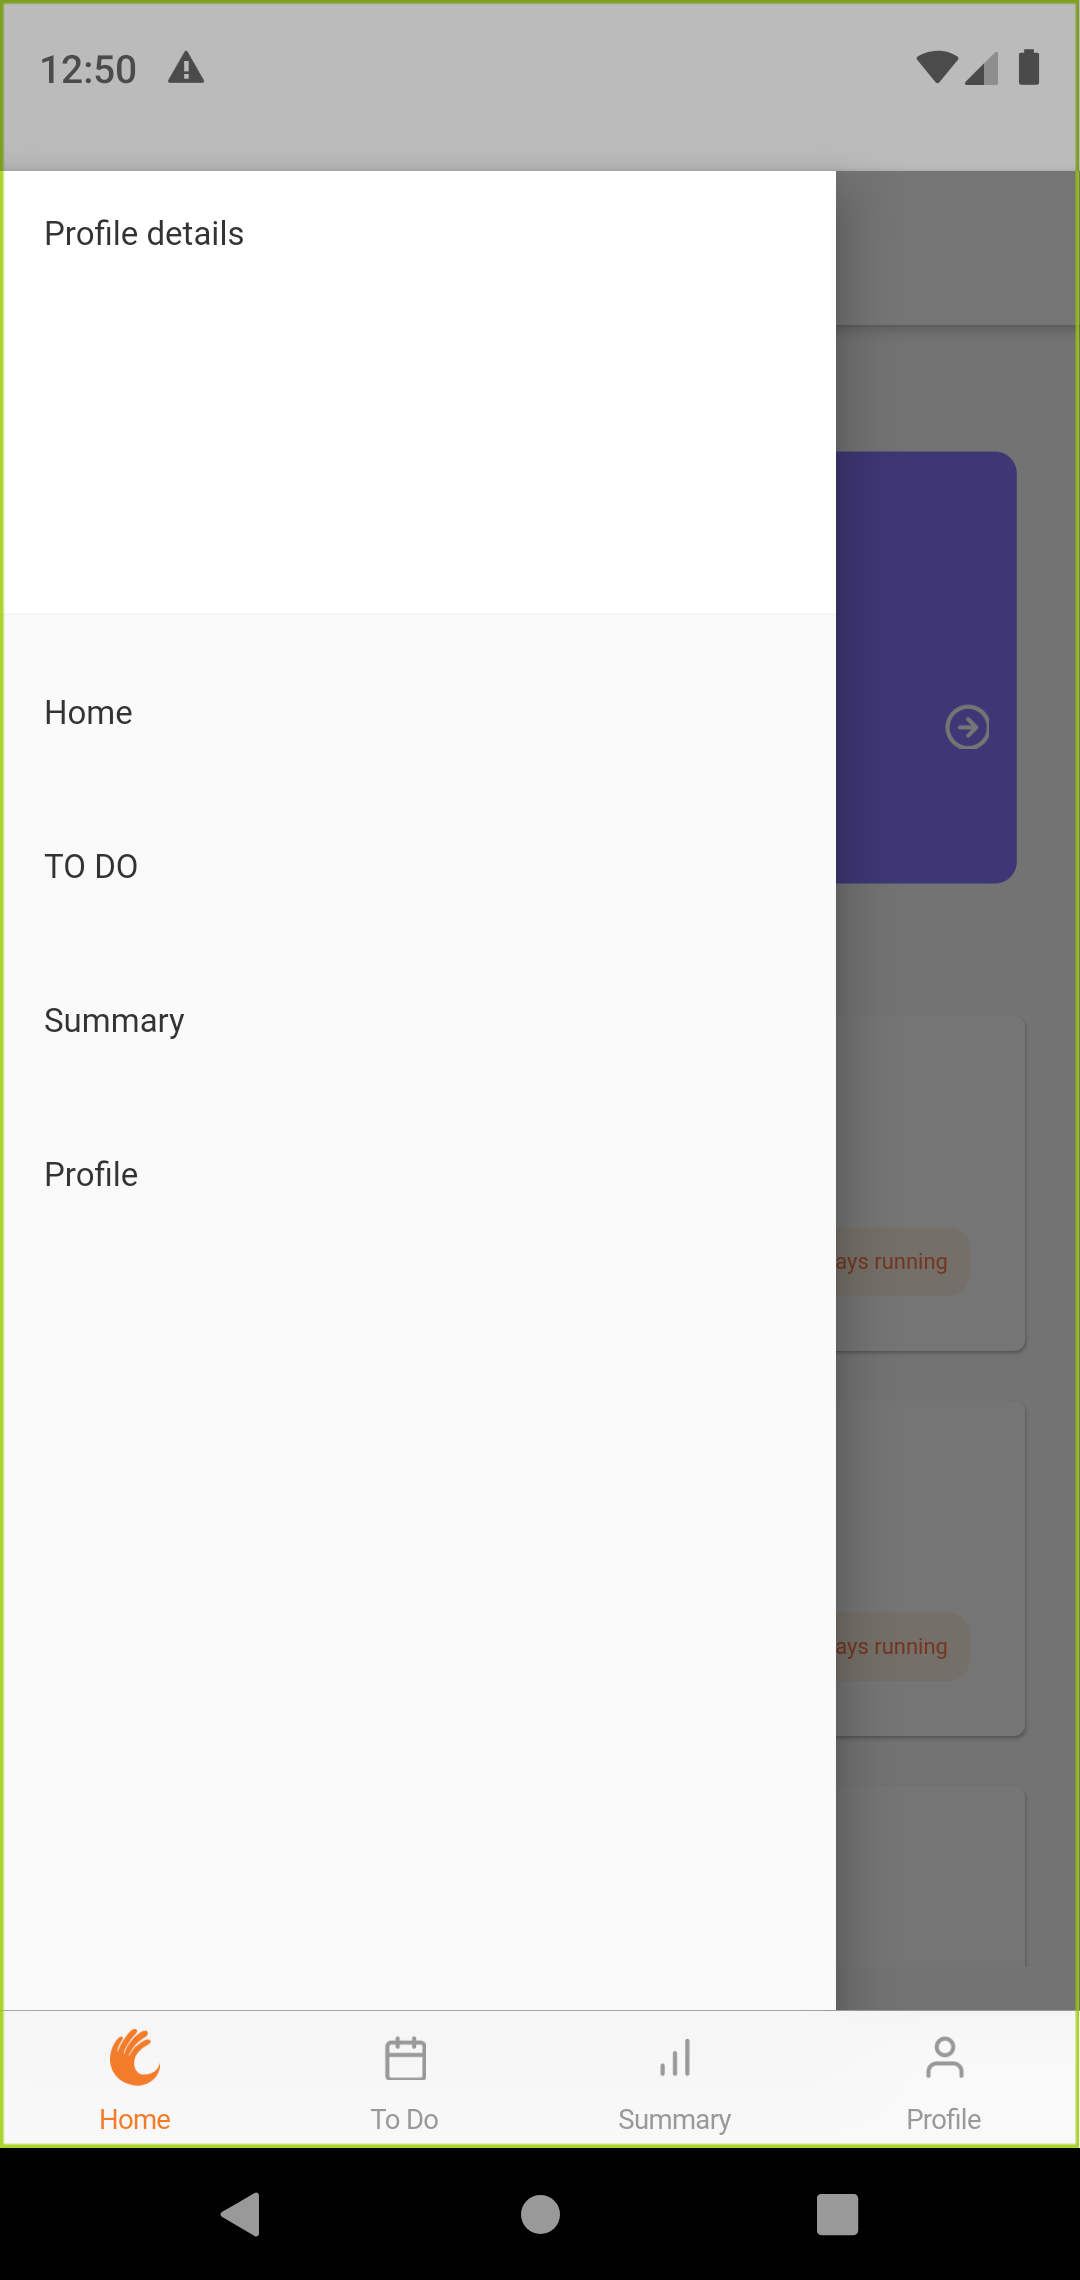 12:50
Profile details
Home
TO DO
Summary
Profile
ays running
ays running
Home
To Do
Summary
Profile